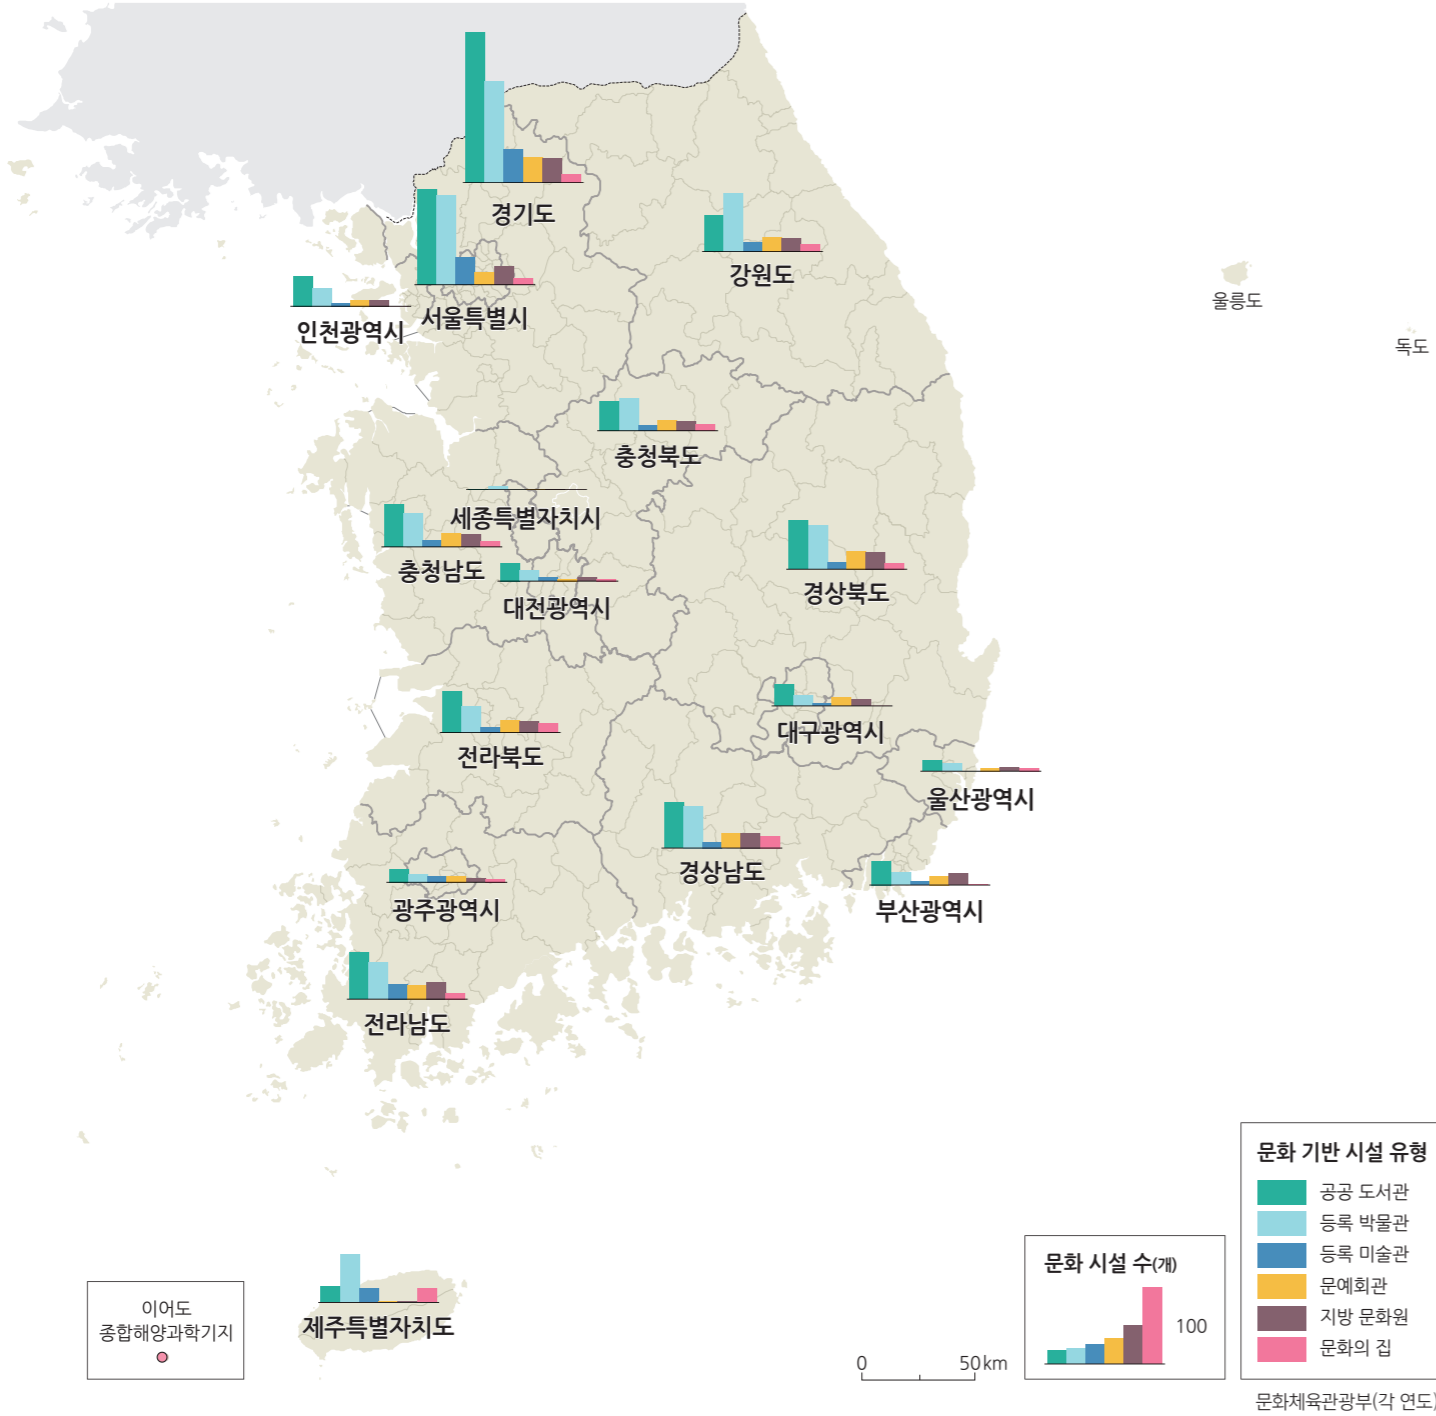 경기도
강원도
울릉도
인천광역시
서울특별시
독도
충청북도
세종특별자치시
충청남도
대전광역시
경상북도
대구광역시
전라북도
울산광역시
경상남도
광주광역시
부산광역시
전라남도
제주특별자치도
이어도
종합해양과학기지
0 50km
문화 시설 수(개)
100
문화 기반 시설 유형
공공 도서관
등록 박물관
등록 미술관
문예회관
지방 문화원
문화의 집
문화체육관광부(각 연도)